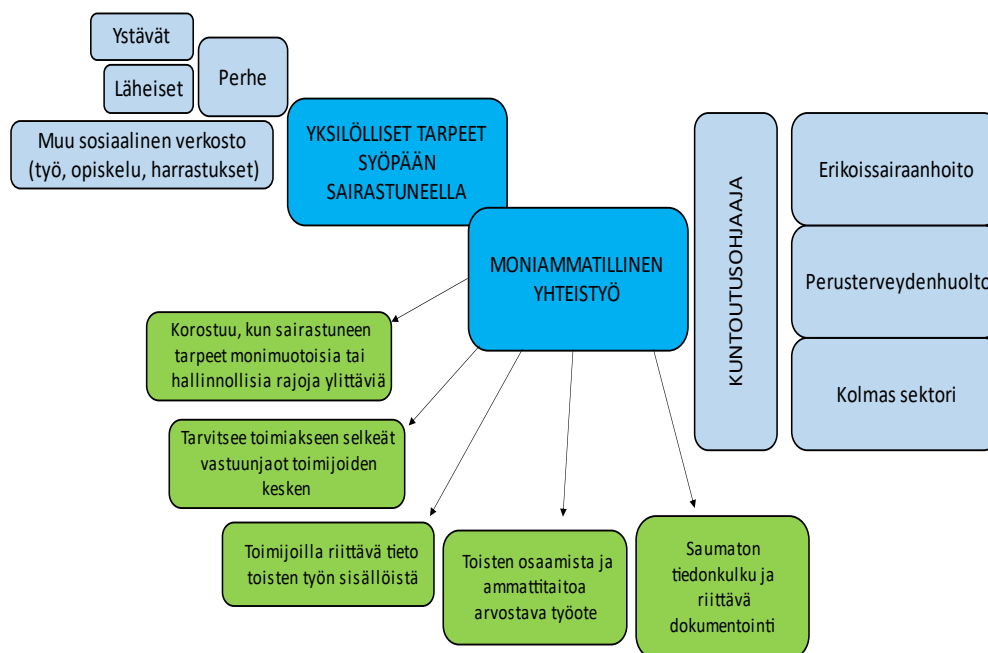 Ystävät
Läheiset
Perhe
Muu sosiaalinen verkosto
(työ, opiskelu, harrastukset)
YKSILÖLLISET TARPEET
SYÖPÄÄN
SAIRASTUNEELLA
MONIAMMATILLINEN
YHTEISTYÖ
KUNTOUTUSOHJAAJA
Erikoissairaanhoito
Perusterveydenhuolto
Kolmas sektori
Korostuu, kun sairastuneen
tarpeet monimuotoisia tai
hallinnollisia rajoja ylittäviä
Tarvitsee toimiakseen selkeät
vastuunjaot toimijoiden
kesken
Toimijoilla riittävä tieto
toisten työn sisällöistä
Toisten osaamista ja
ammattitaitoa
arvostava työote
Saumaton
tiedonkulku ja
riittävä
dokumentointi